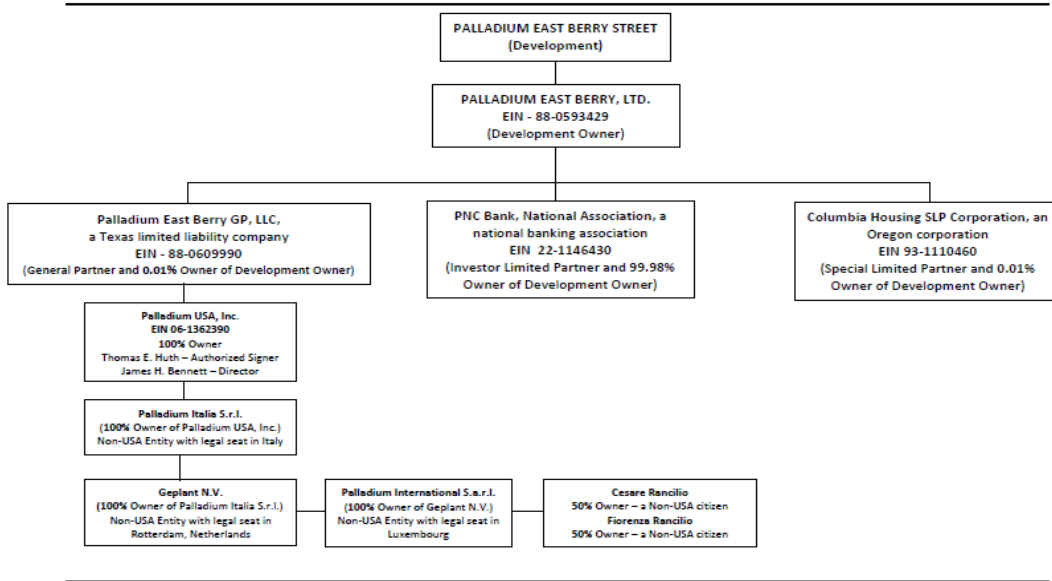 PALLADIUM EAST BERRY STREET
(Development)
PALLADIUM EAST BERRY, LTD.
EIN - 88-0593429
(Development Owner)
Palladium East Berry GP, LLC,
a Texas limited liability company
EIN - 88-0609990
(General Partner and 0.01% Owner of Development Owner)
PNC Bank, National Association, a
national banking association
EIN 22-1146430
(Investor Limited Partner and 99.98%
Owner of Development Owner)
Columbia Housing SLP Corporation, an
Oregon corporation
EIN 93-1110460
(Special Limited Partner and 0.01%
Owner of Development Owner)
Palladium USA, Inc.
EIN 06-1362390
100% Owner
Thomas E. Huth – Authorized Signer
James H. Bennett – Director
Palladium Italia S.r.l.
(100% Owner of Palladium USA, Inc.)
Non-USA Entity with legal seat in Italy
Geplant N.V.
(100% Owner of Palladium Italia S.r.l.)
Non-USA Entity with legal seat in
Rotterdam, Netherlands
Palladium International S.a.r.l.
(100% Owner of Geplant N.V.)
Non-USA Entity with legal seat in
Luxembourg
Cesare Rancilio
50% Owner – a Non-USA citizen
Fiorenza Rancilio
50% Owner – a Non-USA citizen